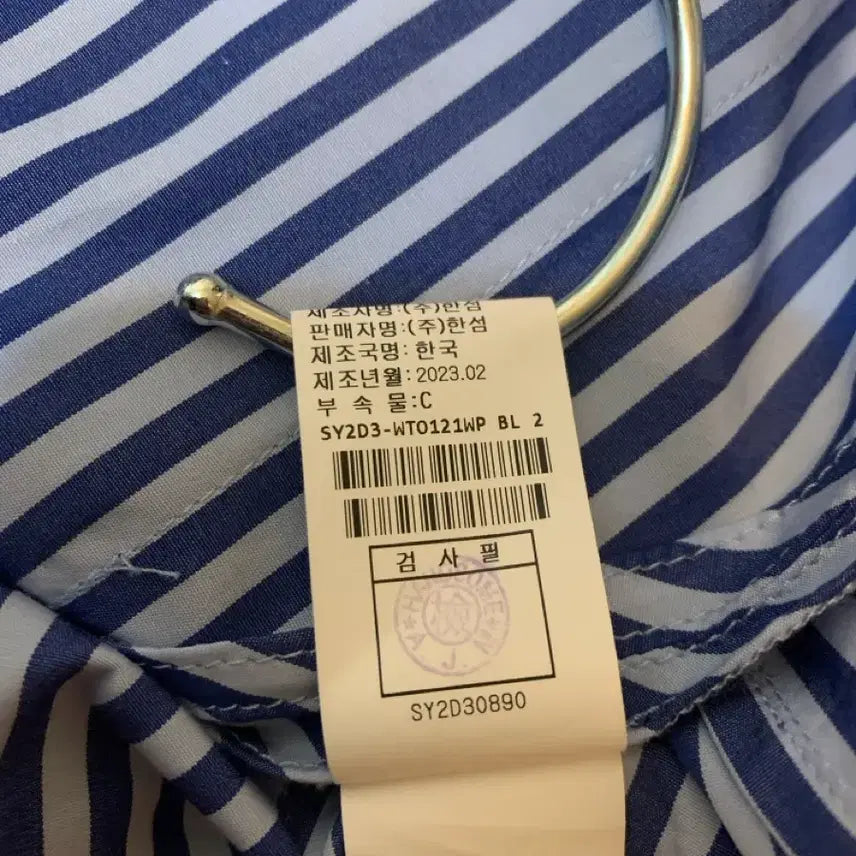 제조자명:(주)한섬
판매자명:(주)한섬
제조국명: 한국
제조년월: 2023.02
부 속 물:C
SY2D3-WTO121WP BL 2
검 사 필
SY2D30890